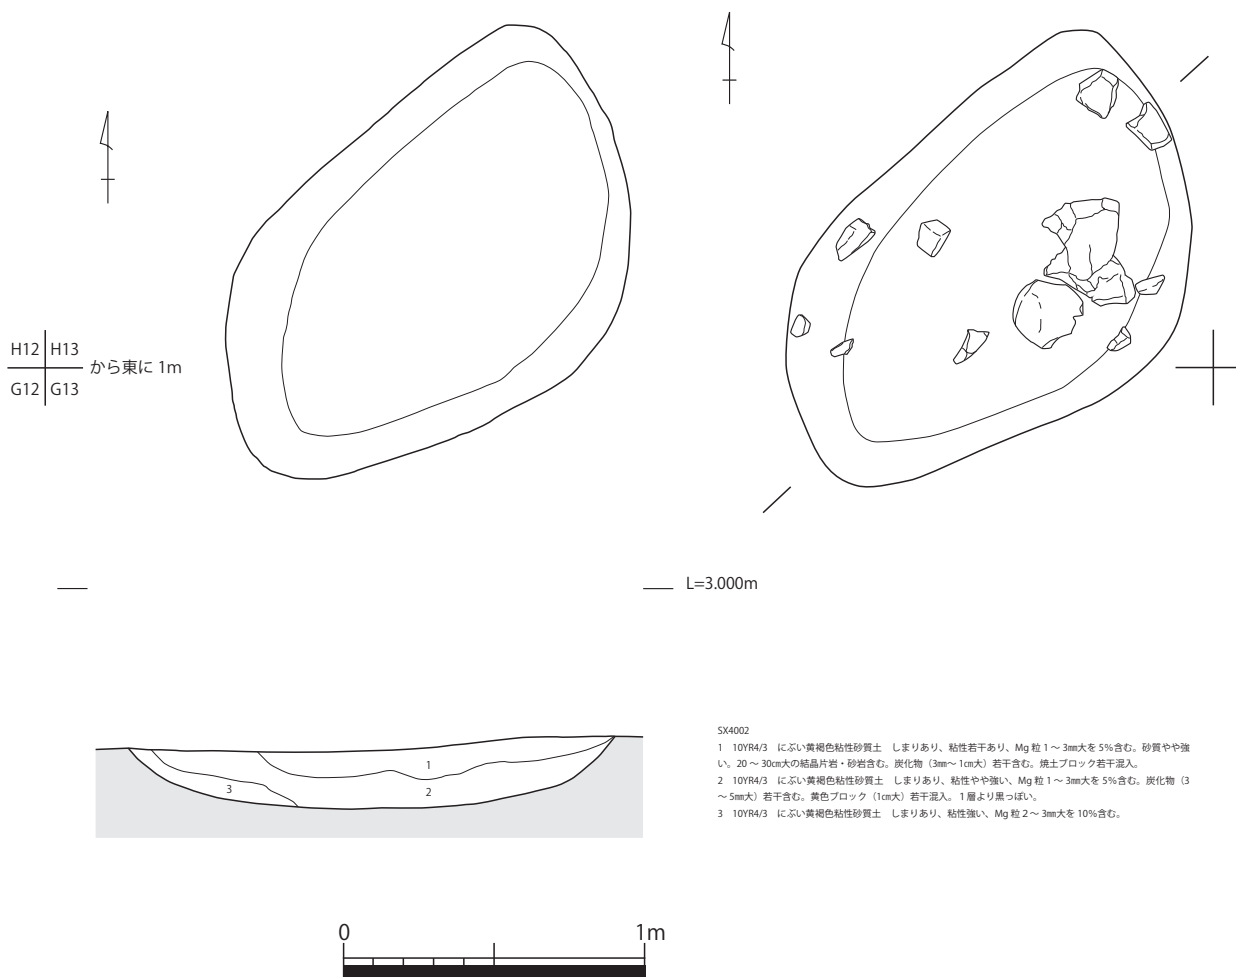 H12 H13
から東に 1m
G12 G13
L=3.000m
1
2
3
SX4002
1　10YR4/3　にぶい黄褐色粘性砂質土　しまりあり、粘性若干あり、Mg 粒 1 ～ 3㎜大を 5%含む。砂質やや強
い。20 ～ 30㎝大の結晶片岩・砂岩含む。炭化物（3㎜～ 1㎝大）若干含む。焼土ブロック若干混入。
2　10YR4/3　にぶい黄褐色粘性砂質土　しまりあり、粘性やや強い、Mg 粒 1 ～ 3㎜大を 5%含む。炭化物（3
～ 5㎜大）若干含む。黄色ブロック（1㎝大）若干混入。1 層より黒っぽい。
3　10YR4/3　にぶい黄褐色粘性砂質土　しまりあり、粘性強い、Mg 粒 2 ～ 3㎜大を 10%含む。
0 1m